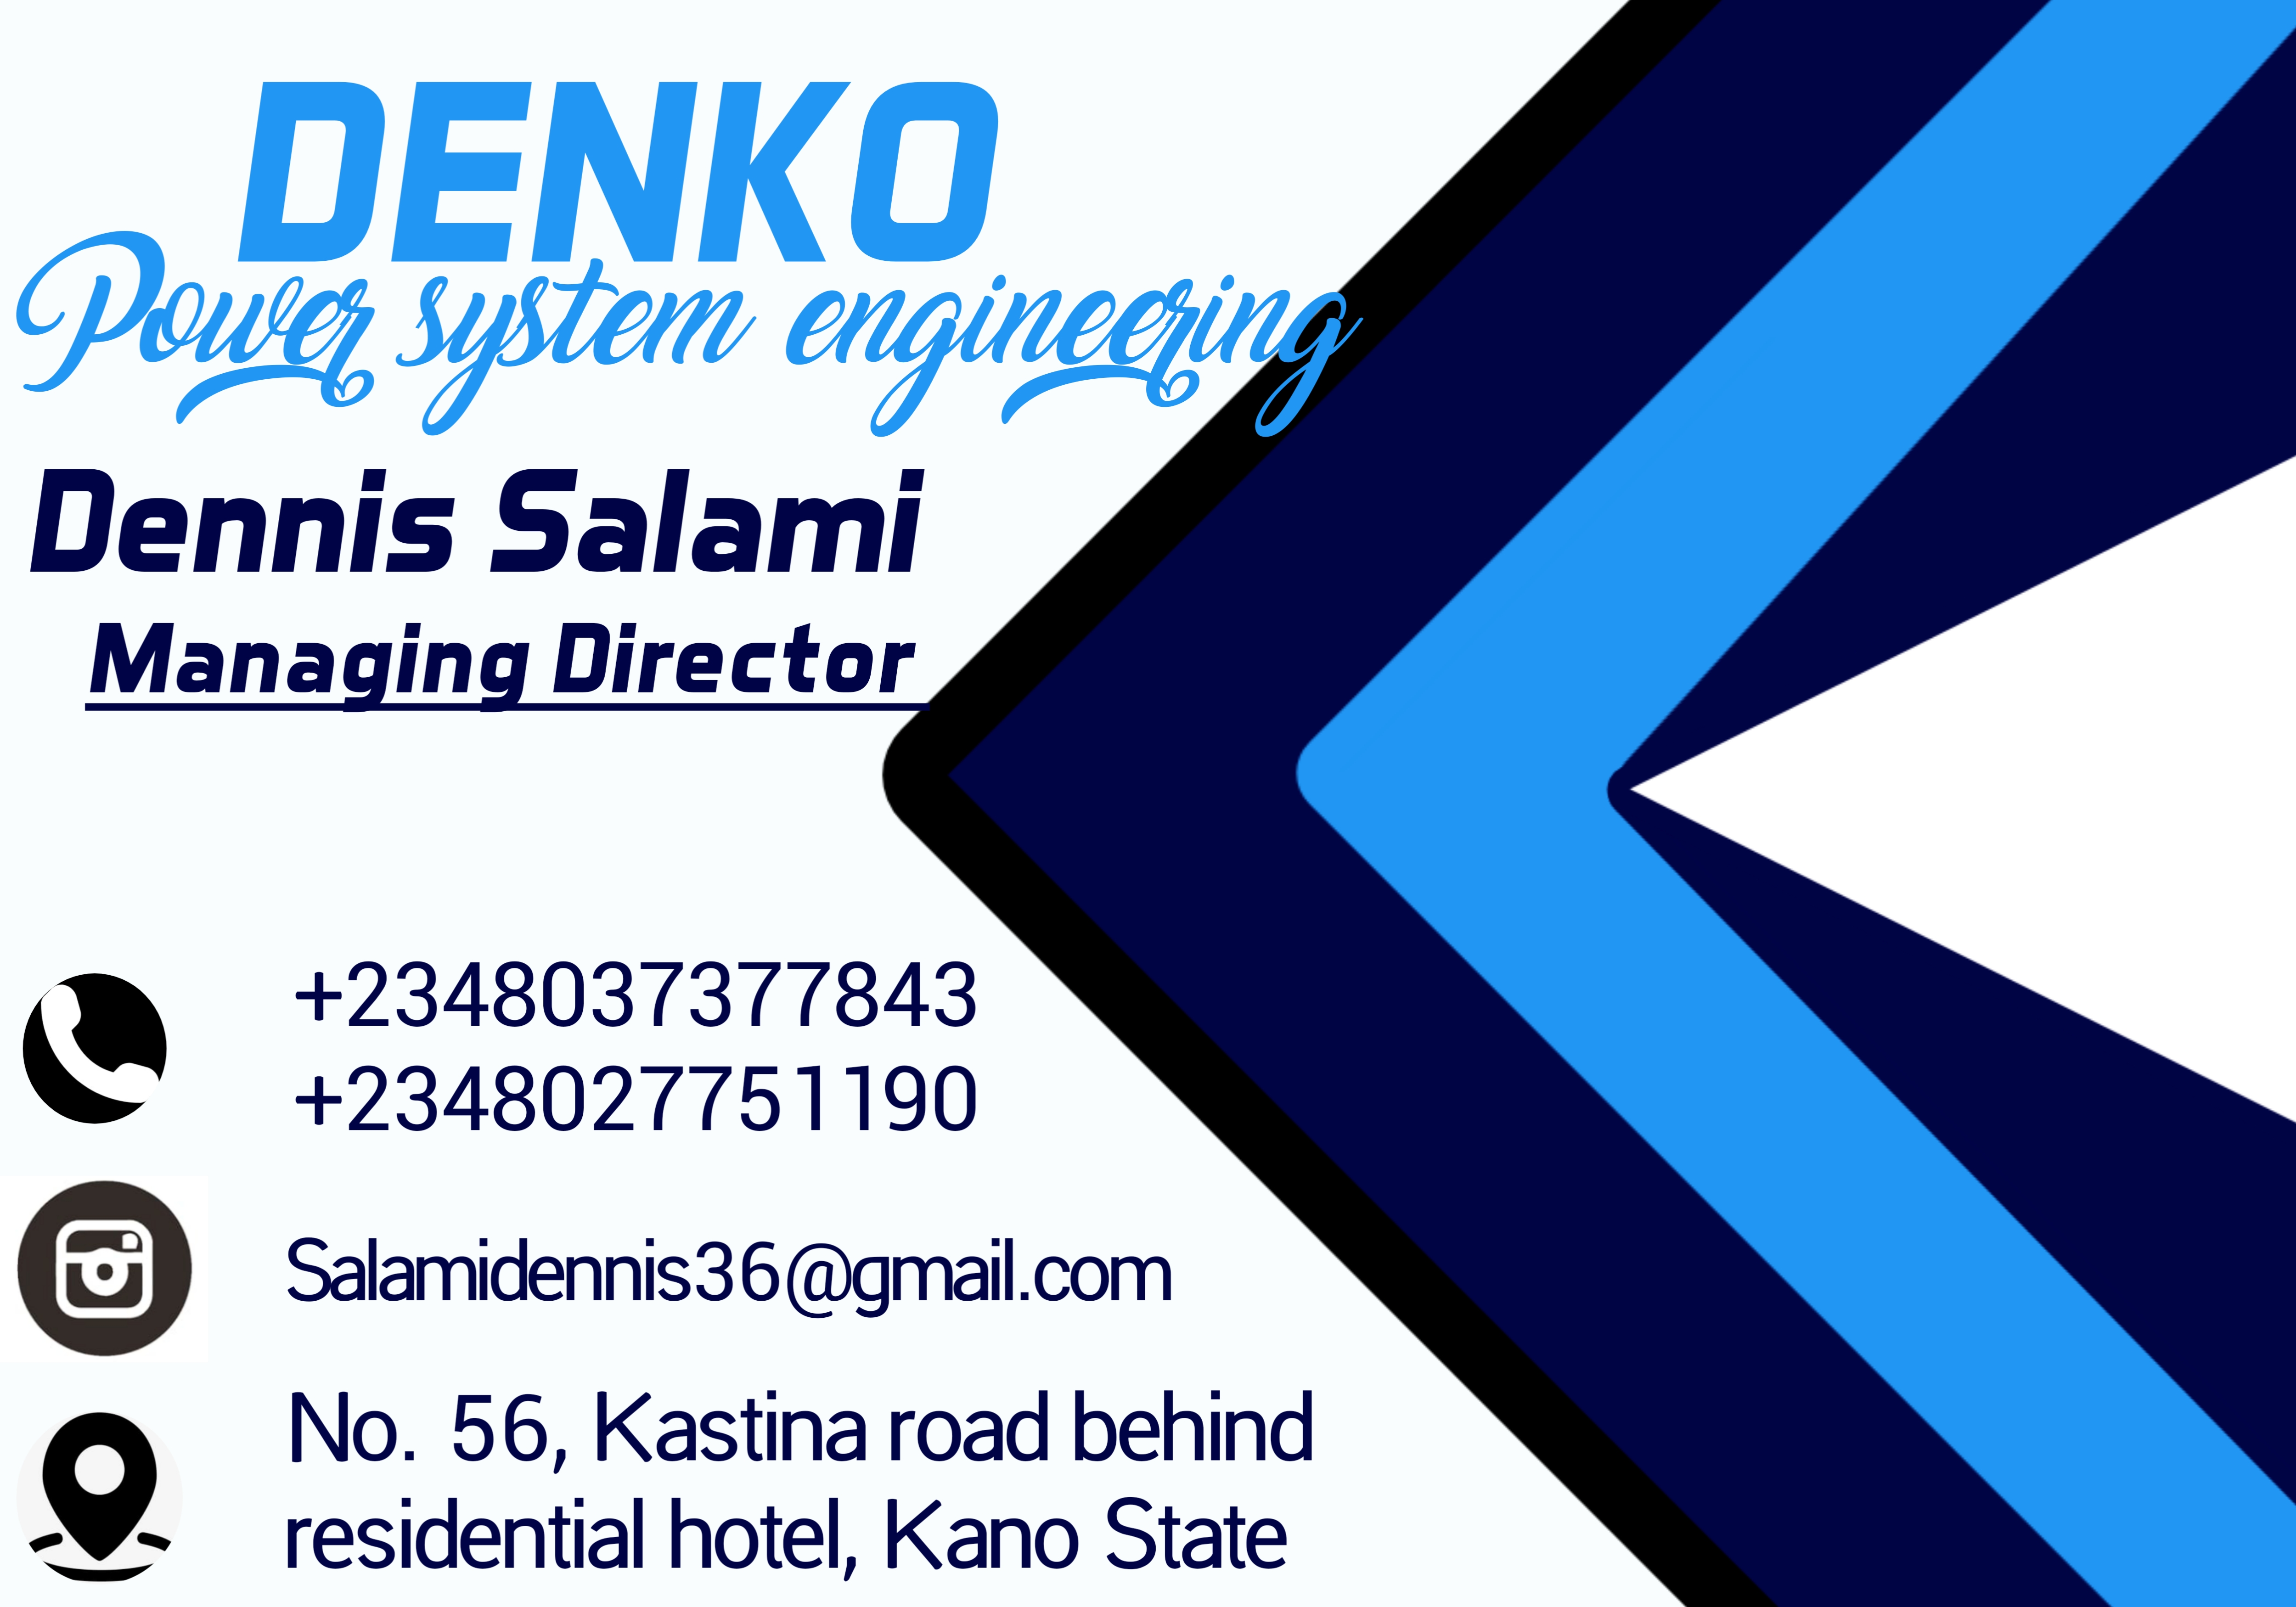 DENKO
Power system engineering
Dennis Salami
Managing Director
+2348037377843
+2348027751190
Salamidennis36@gmail.com
No. 56, Kastina road behind
residential hotel, Kano State